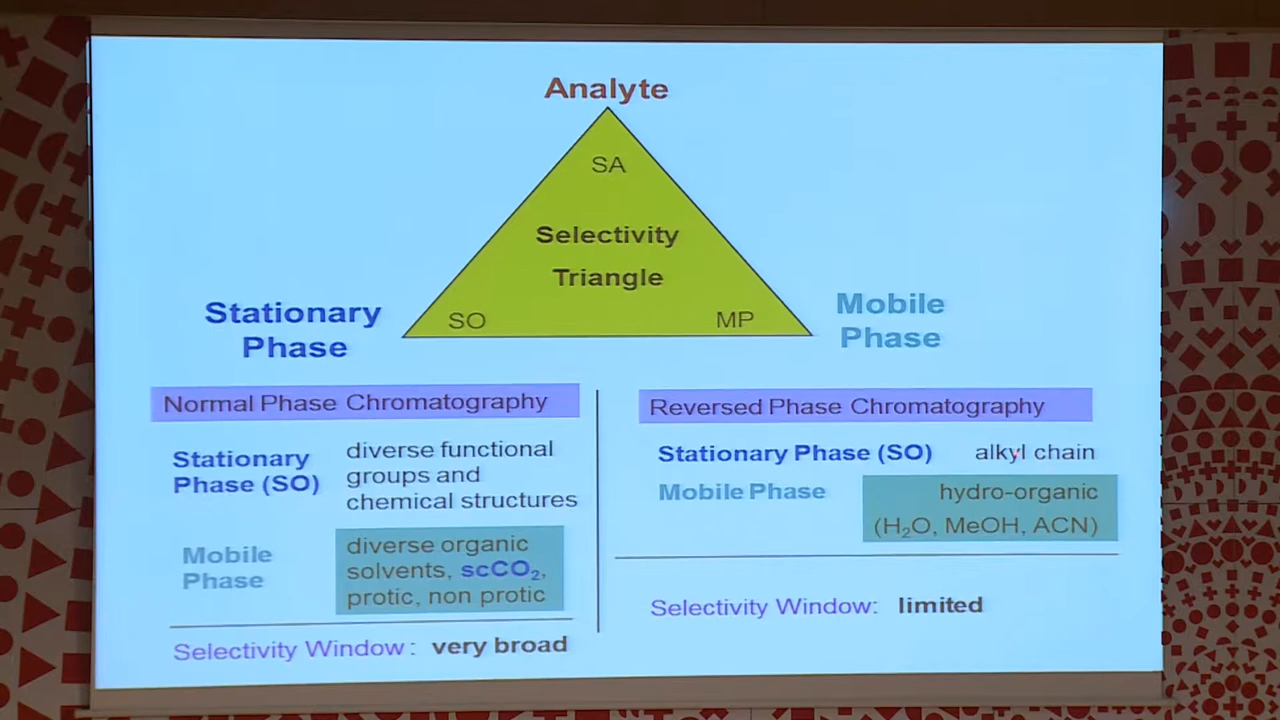 Analyte
SA
Selectivity
Triangle
SO
MP
Stationary
Phase
Mobile
Phase
Normal Phase Chromatography
Stationary
Phase (SO)
diverse functional
groups and
chemical structures
Mobile
Phase
diverse organic
solvents, scCO₂,
protic, non protic
Selectivity Window: very broad
Reversed Phase Chromatography
Stationary Phase (SO) alkyl chain
Mobile Phase hydro-organic
(H₂O, MeOH, ACN)
Selectivity Window: limited